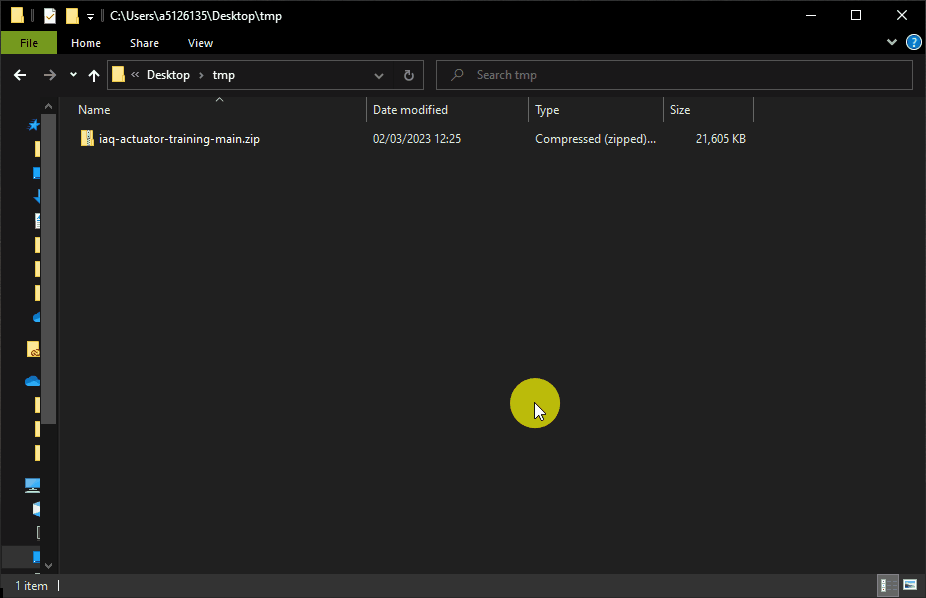 C:\Users\a5126135\Desktop\tmp
File Home Share View
?
« Desktop › tmp Search tmp
Name Date modified Type Size
iaq-actuator-training-main.zip 02/03/2023 12:25 Compressed (zipped)... 21,605 KB
1 item